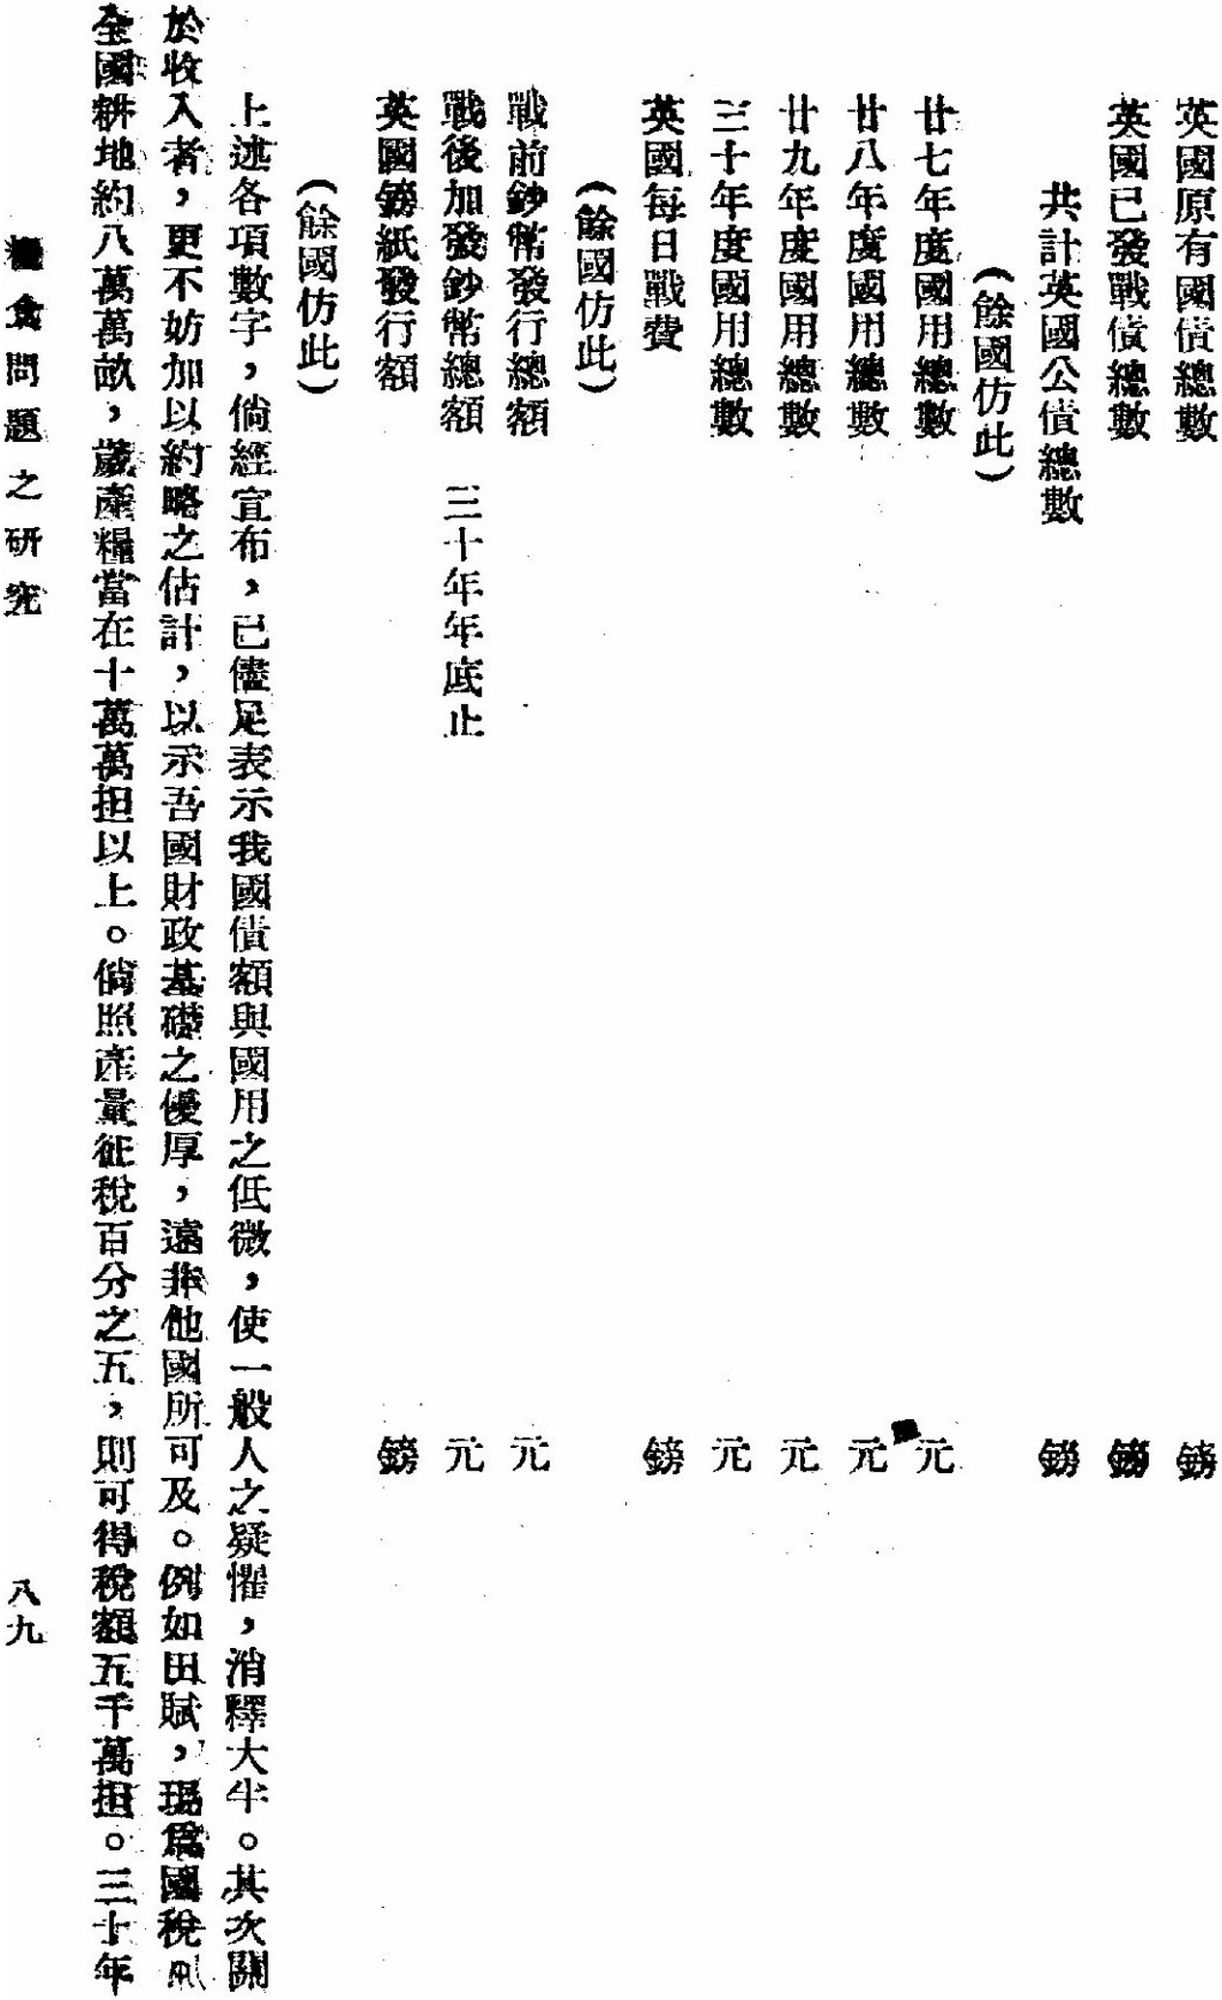 英國原有國債總數 鎊
英國已發戰債總數 鎊
共計英國公債總數 鎊
(餘國仿此)
廿七年度國用總數 元
廿八年度國用總數 元
廿九年度國用總數 元
三十年度國用總數 元
英國每日戰費 鎊
(餘國仿此)
戰前鈔幣發行總額 元
戰後加發鈔幣總額 三十年年底止 元
英國鎊紙發行額 鎊
(餘國仿此)
上述各項數字,倘經宣布,已儘足表示我國債額與國用之低微,使一般人之疑懼,消釋大半。其次關
於收入者,更不妨加以約略之估計,以示吾國財政基礎之優厚,遠非他國所可及。例如田賦,現爲國稅。
全國耕地約八萬萬畝,歲產糧當在十萬萬担以上。倘照產量征稅百分之五,則可得稅額五千萬担。三十年
糧食問題之研究 八九